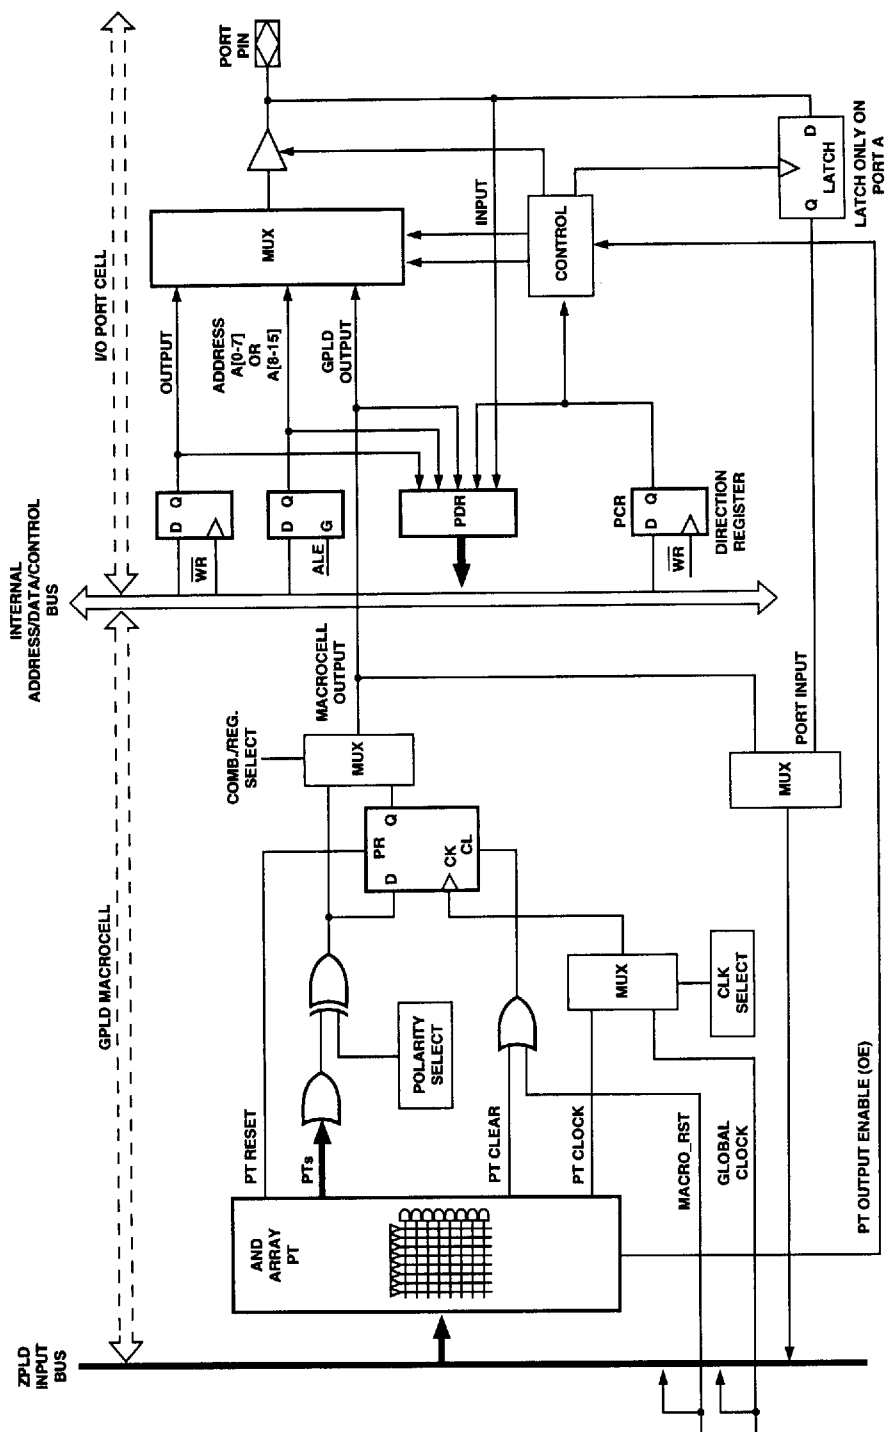 ZPLD
INPUT
BUS
GPLD MACROCELL
INTERNAL
ADDRESS/DATA/CONTROL
BUS
I/O PORT CELL
AND
ARRAY
PT
PT RESET
PTs
PT CLEAR
PT CLOCK
MACRO_RST
GLOBAL
CLOCK
PT OUTPUT ENABLE (OE)
POLARITY
SELECT
MUX
CLK
SELECT
PR
D
Q
CK
CL
COMB./REG.
SELECT
MUX
MACROCELL
OUTPUT
MUX
PORT INPUT
D Q
WR
D Q
ALE
G
PDR
PCR
D Q
WR
DIRECTION
REGISTER
OUTPUT
ADDRESS
A[0-7]
OR
A[8-15]
GPLD
OUTPUT
MUX
INPUT
CONTROL
PORT
PIN
Q
D
LATCH
LATCH ONLY ON
PORT A